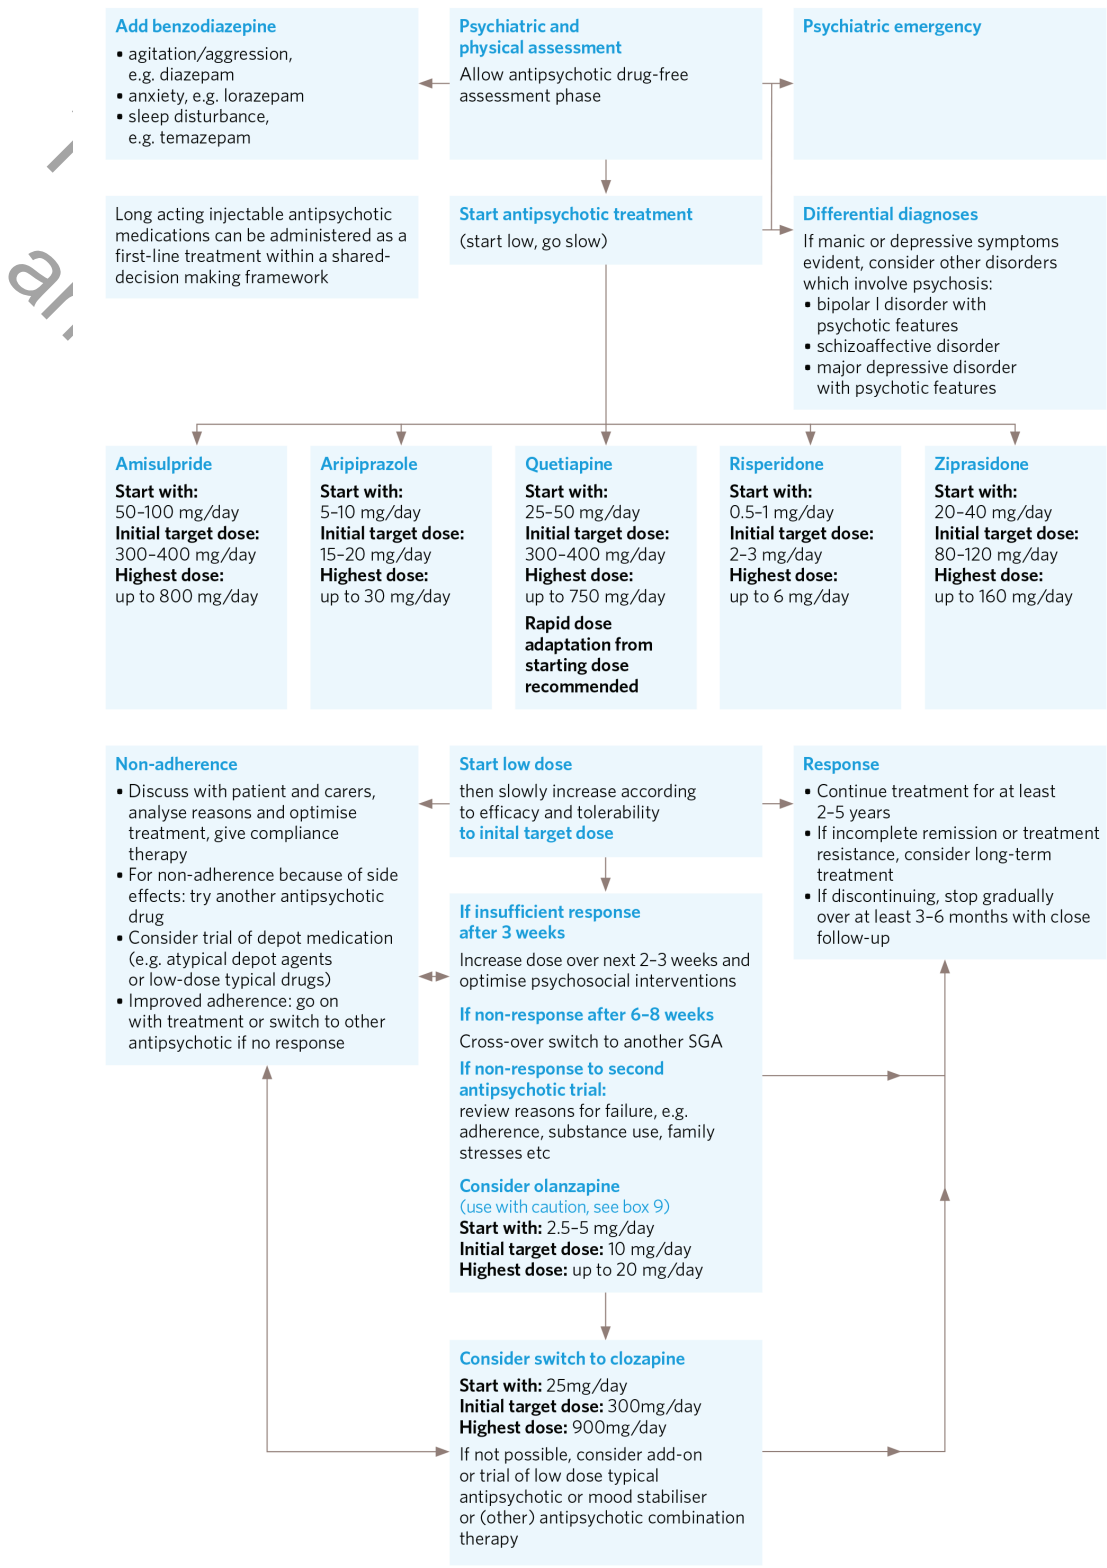 Add benzodiazepine
• agitation/aggression,
e.g. diazepam
• anxiety, e.g. lorazepam
• sleep disturbance,
e.g. temazepam
Psychiatric and
physical assessment
Allow antipsychotic drug-free
assessment phase
Psychiatric emergency
Long acting injectable antipsychotic
medications can be administered as a
first-line treatment within a shared-
decision making framework
Start antipsychotic treatment
(start low, go slow)
Differential diagnoses
If manic or depressive symptoms
evident, consider other disorders
which involve psychosis:
• bipolar I disorder with
psychotic features
• schizoaffective disorder
• major depressive disorder
with psychotic features
Amisulpride
Start with:
50–100 mg/day
Initial target dose:
300–400 mg/day
Highest dose:
up to 800 mg/day
Aripiprazole
Start with:
5–10 mg/day
Initial target dose:
15–20 mg/day
Highest dose:
up to 30 mg/day
Quetiapine
Start with:
25–50 mg/day
Initial target dose:
300–400 mg/day
Highest dose:
up to 750 mg/day
Rapid dose
adaptation from
starting dose
recommended
Risperidone
Start with:
0.5–1 mg/day
Initial target dose:
2–3 mg/day
Highest dose:
up to 6 mg/day
Ziprasidone
Start with:
20–40 mg/day
Initial target dose:
80–120 mg/day
Highest dose:
up to 160 mg/day
Non-adherence
• Discuss with patient and carers,
analyse reasons and optimise
treatment, give compliance
therapy
• For non-adherence because of side
effects: try another antipsychotic
drug
• Consider trial of depot medication
(e.g. atypical depot agents
or low-dose typical drugs)
• Improved adherence: go on
with treatment or switch to other
antipsychotic if no response
Start low dose
then slowly increase according
to efficacy and tolerability
to inital target dose
Response
• Continue treatment for at least
2–5 years
• If incomplete remission or treatment
resistance, consider long-term
treatment
• If discontinuing, stop gradually
over at least 3–6 months with close
follow-up
If insufficient response
after 3 weeks
Increase dose over next 2–3 weeks and
optimise psychosocial interventions
If non-response after 6–8 weeks
Cross-over switch to another SGA
If non-response to second
antipsychotic trial:
review reasons for failure, e.g.
adherence, substance use, family
stresses etc
Consider olanzapine
(use with caution, see box 9)
Start with: 2.5–5 mg/day
Initial target dose: 10 mg/day
Highest dose: up to 20 mg/day
Consider switch to clozapine
Start with: 25mg/day
Initial target dose: 300mg/day
Highest dose: 900mg/day
If not possible, consider add-on
or trial of low dose typical
antipsychotic or mood stabiliser
or (other) antipsychotic combination
therapy